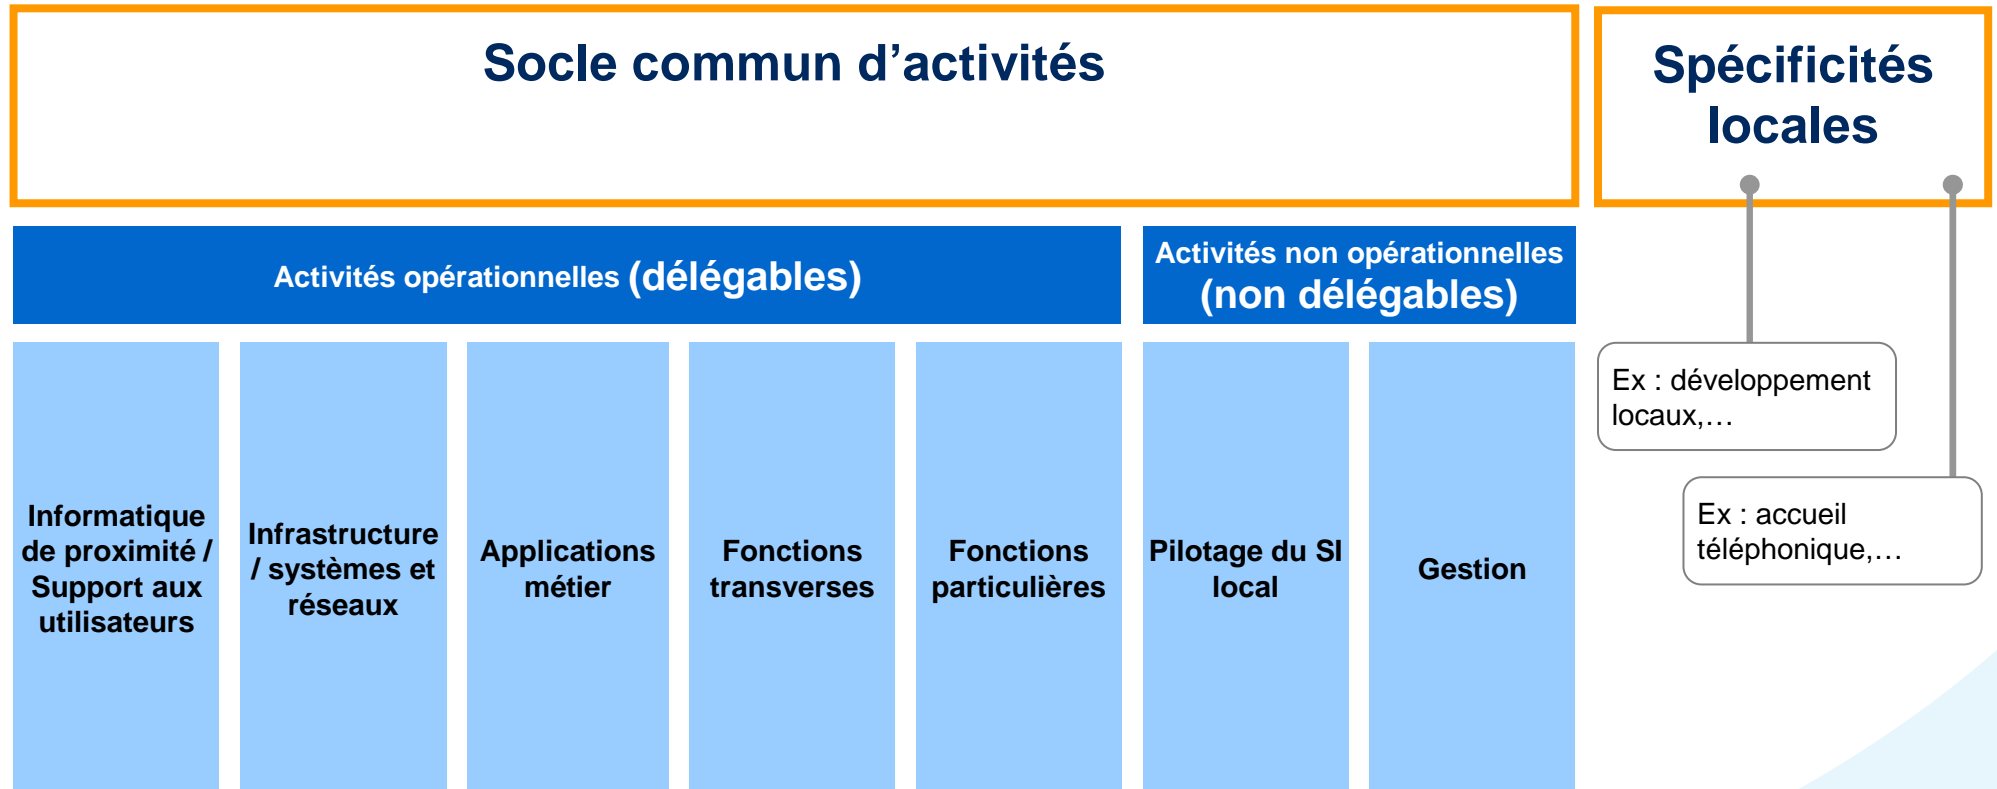 Socle commun d’activités
Spécificités
locales
Activités opérationnelles (délégables)
Activités non opérationnelles
(non délégables)
Informatique
de proximité /
Support aux
utilisateurs
Infrastructure
/ systèmes et
réseaux
Applications
métier
Fonctions
transverses
Fonctions
particulières
Pilotage du SI
local
Gestion
Ex : développement
locaux,…
Ex : accueil
téléphonique,…